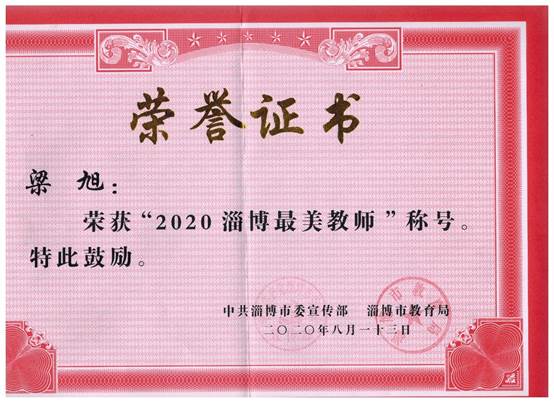 荣誉证书
梁旭：
荣获“2020淄博最美教师”称号。
特此鼓励。
中共淄博市委宣传部 淄博市教育局
二〇二〇年八月一十三日